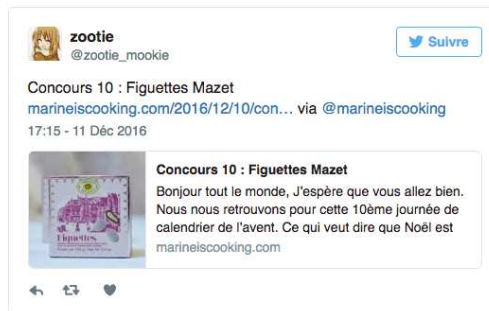 zootie
@zootie_mookie
Suivre
Concours 10 : Figuettes Mazet
marineiscooking.com/2016/12/10/con… via @marineiscooking
17:15 - 11 Déc 2016
Concours 10 : Figuettes Mazet
Bonjour tout le monde, J'espère que vous allez bien.
Nous nous retrouvons pour cette 10ème journée de
calendrier de l'avent. Ce qui veut dire que Noël est
marineiscooking.com
Figuettes